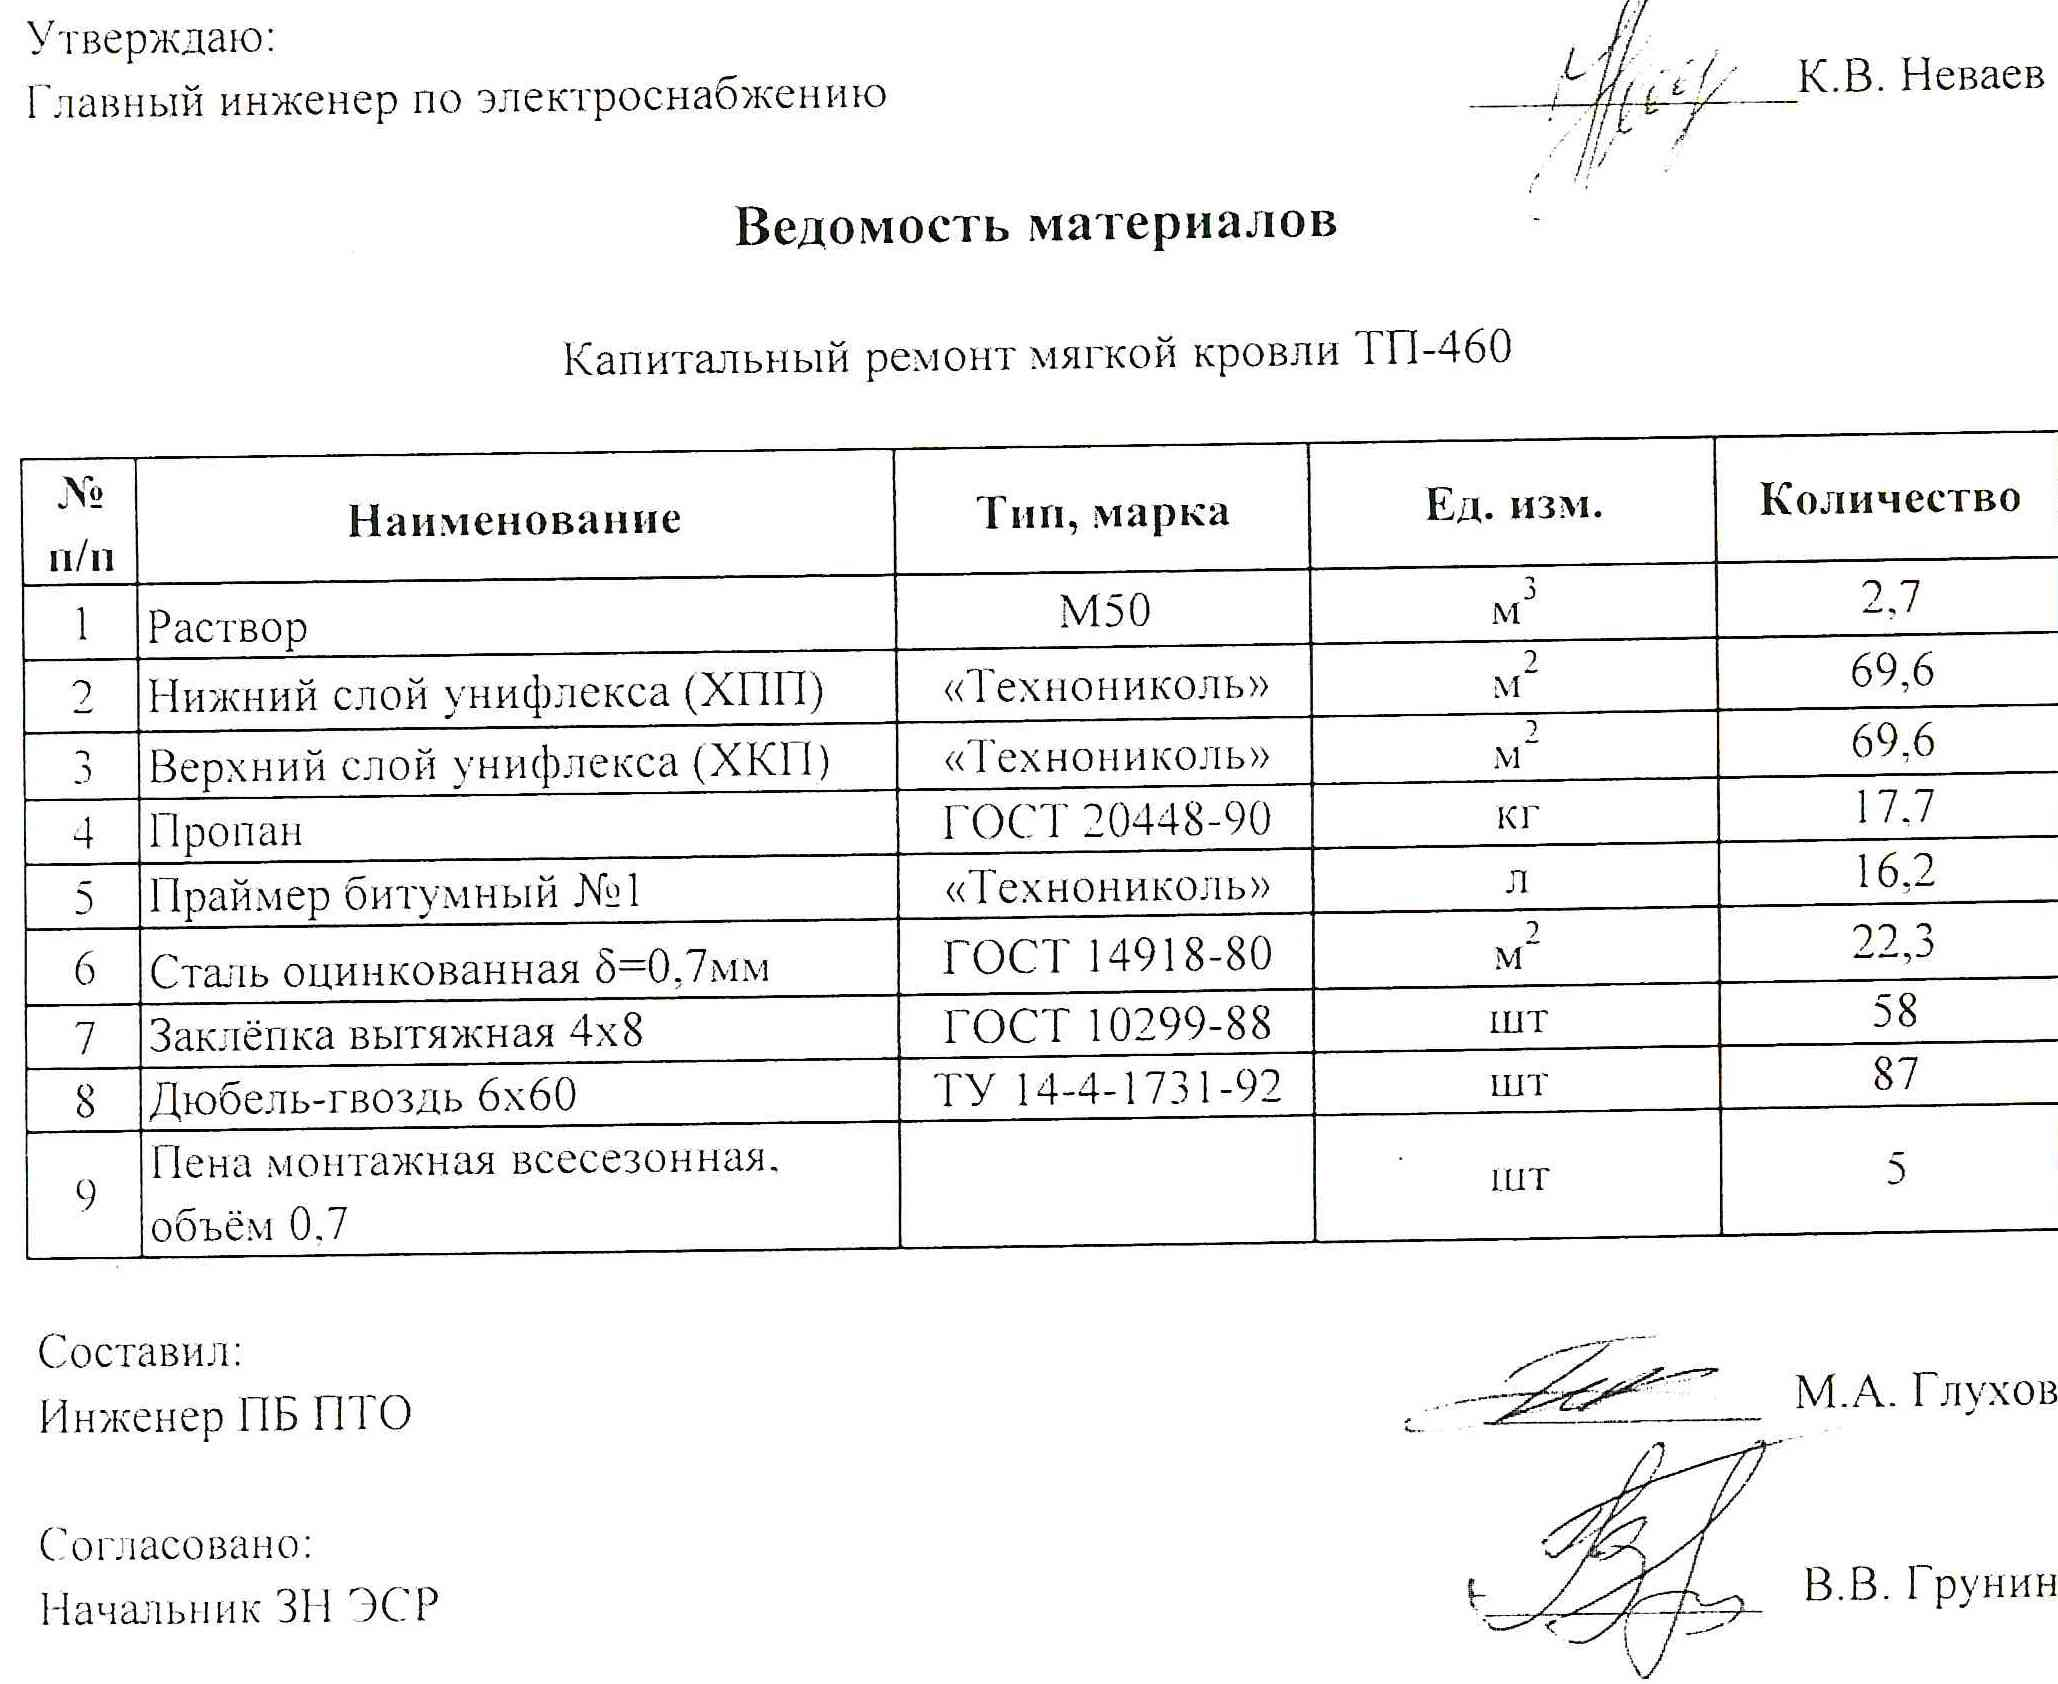 Утверждаю:
Главный инженер по электроснабжению К.В. Неваев
Ведомость материалов
Капитальный ремонт мягкой кровли ТП-460
№ п/п Наименование Тип, марка Ед. изм. Количество
1 Раствор М50 м³ 2,7
2 Нижний слой унифлекса (ХПП) «Технониколь» м² 69,6
3 Верхний слой унифлекса (ХКП) «Технониколь» м² 69,6
4 Пропан ГОСТ 20448-90 кг 17,7
5 Праймер битумный №1 «Технониколь» л 16,2
6 Сталь оцинкованная δ=0,7мм ГОСТ 14918-80 м² 22,3
7 Заклёпка вытяжная 4х8 ГОСТ 10299-88 шт 58
8 Дюбель-гвоздь 6х60 ТУ 14-4-1731-92 шт 87
9 Пена монтажная всесезонная, шт 5
объём 0,7
Составил:
Инженер ПБ ПТО М.А. Глухов
Согласовано:
Начальник ЗН ЭСР В.В. Грунин